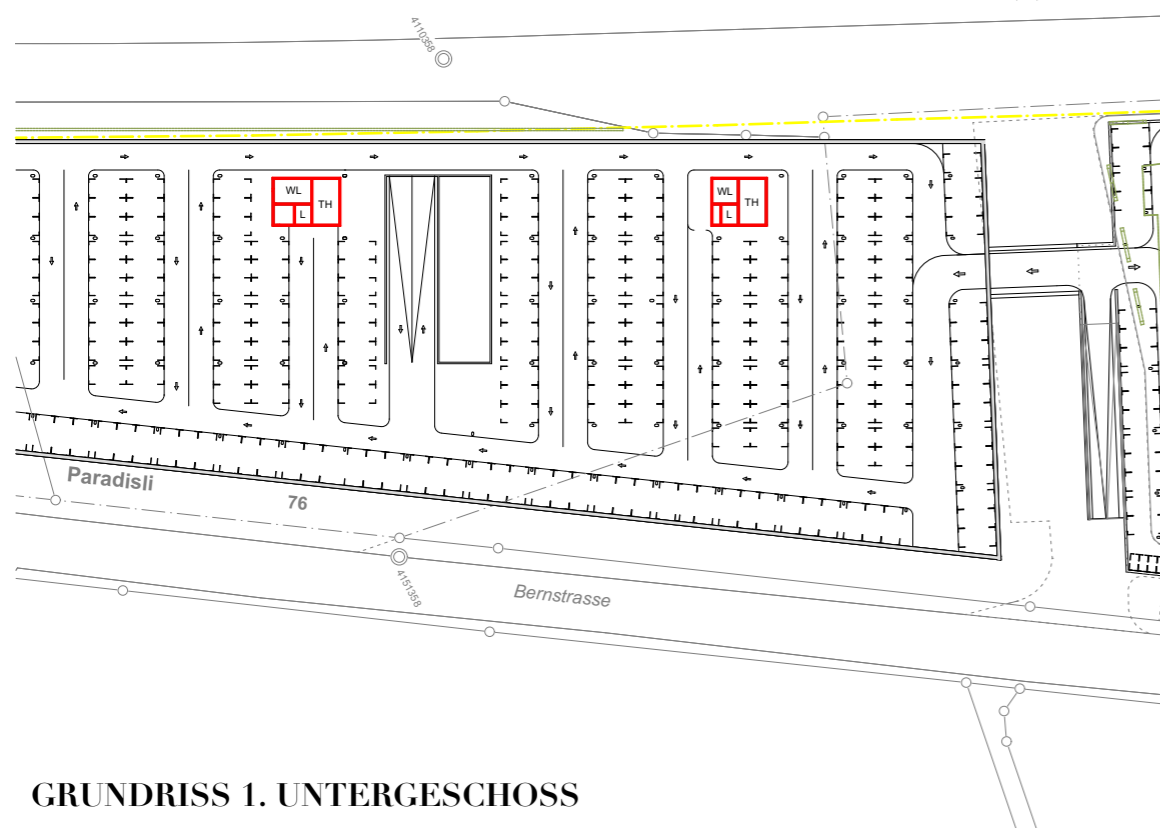 4110358
WL
TH
L
WL
TH
L
Paradisli
76
4151358
Bernstrasse
GRUNDRISS 1. UNTERGESCHOSS